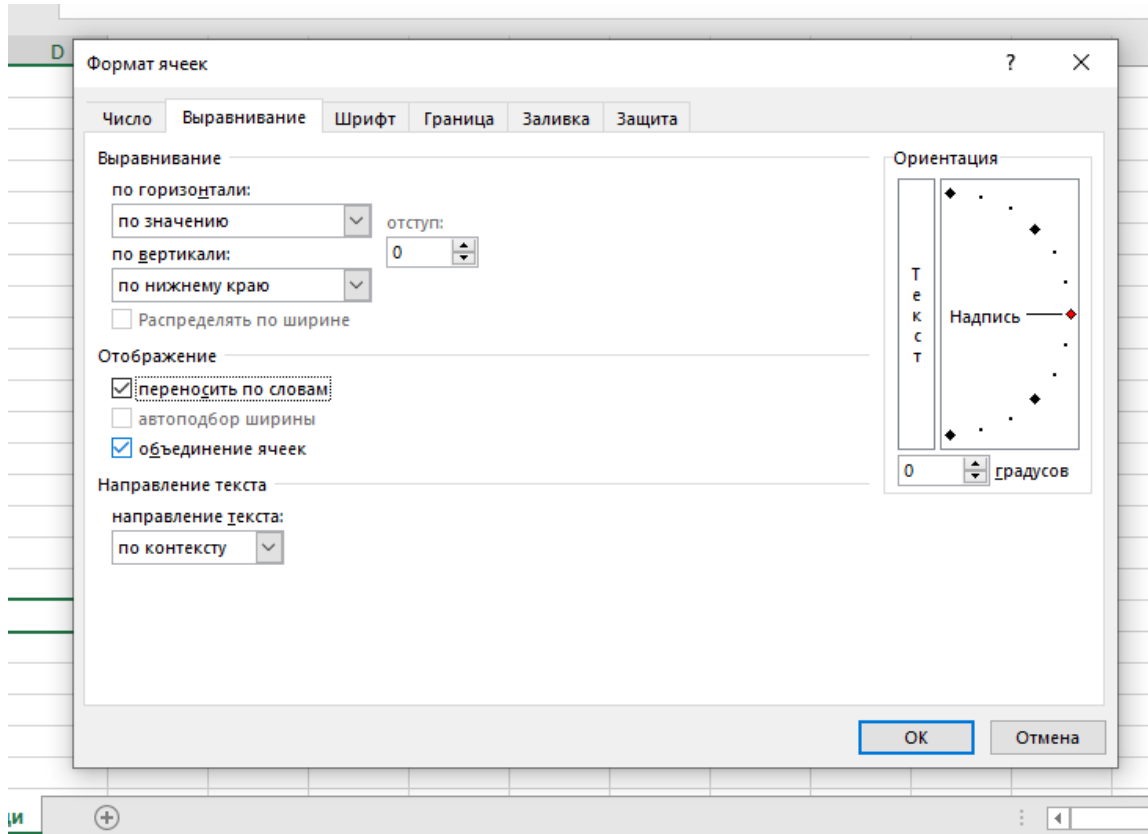 D
Формат ячеек ?
Число Выравнивание Шрифт Граница Заливка Защита
Выравнивание
по горизонтали:
по значению
отступ:
0
по вертикали:
по нижнему краю
Распределять по ширине
Отображение
переносить по словам
автоподбор ширины
объединение ячеек
Направление текста
направление текста:
по контексту
Ориентация
Текст
Надпись
0 градусов
ОК Отмена